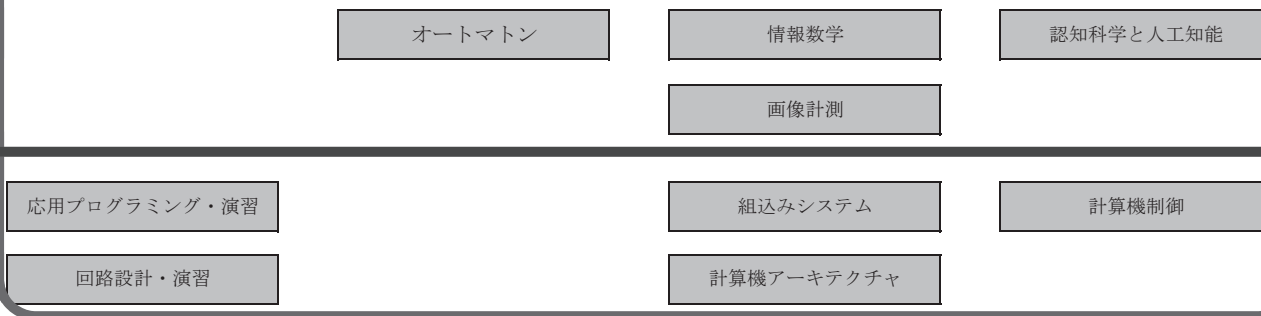 オートマトン
情報数学
認知科学と人工知能
画像計測
応用プログラミング・演習
組込みシステム
計算機制御
回路設計・演習
計算機アーキテクチャ